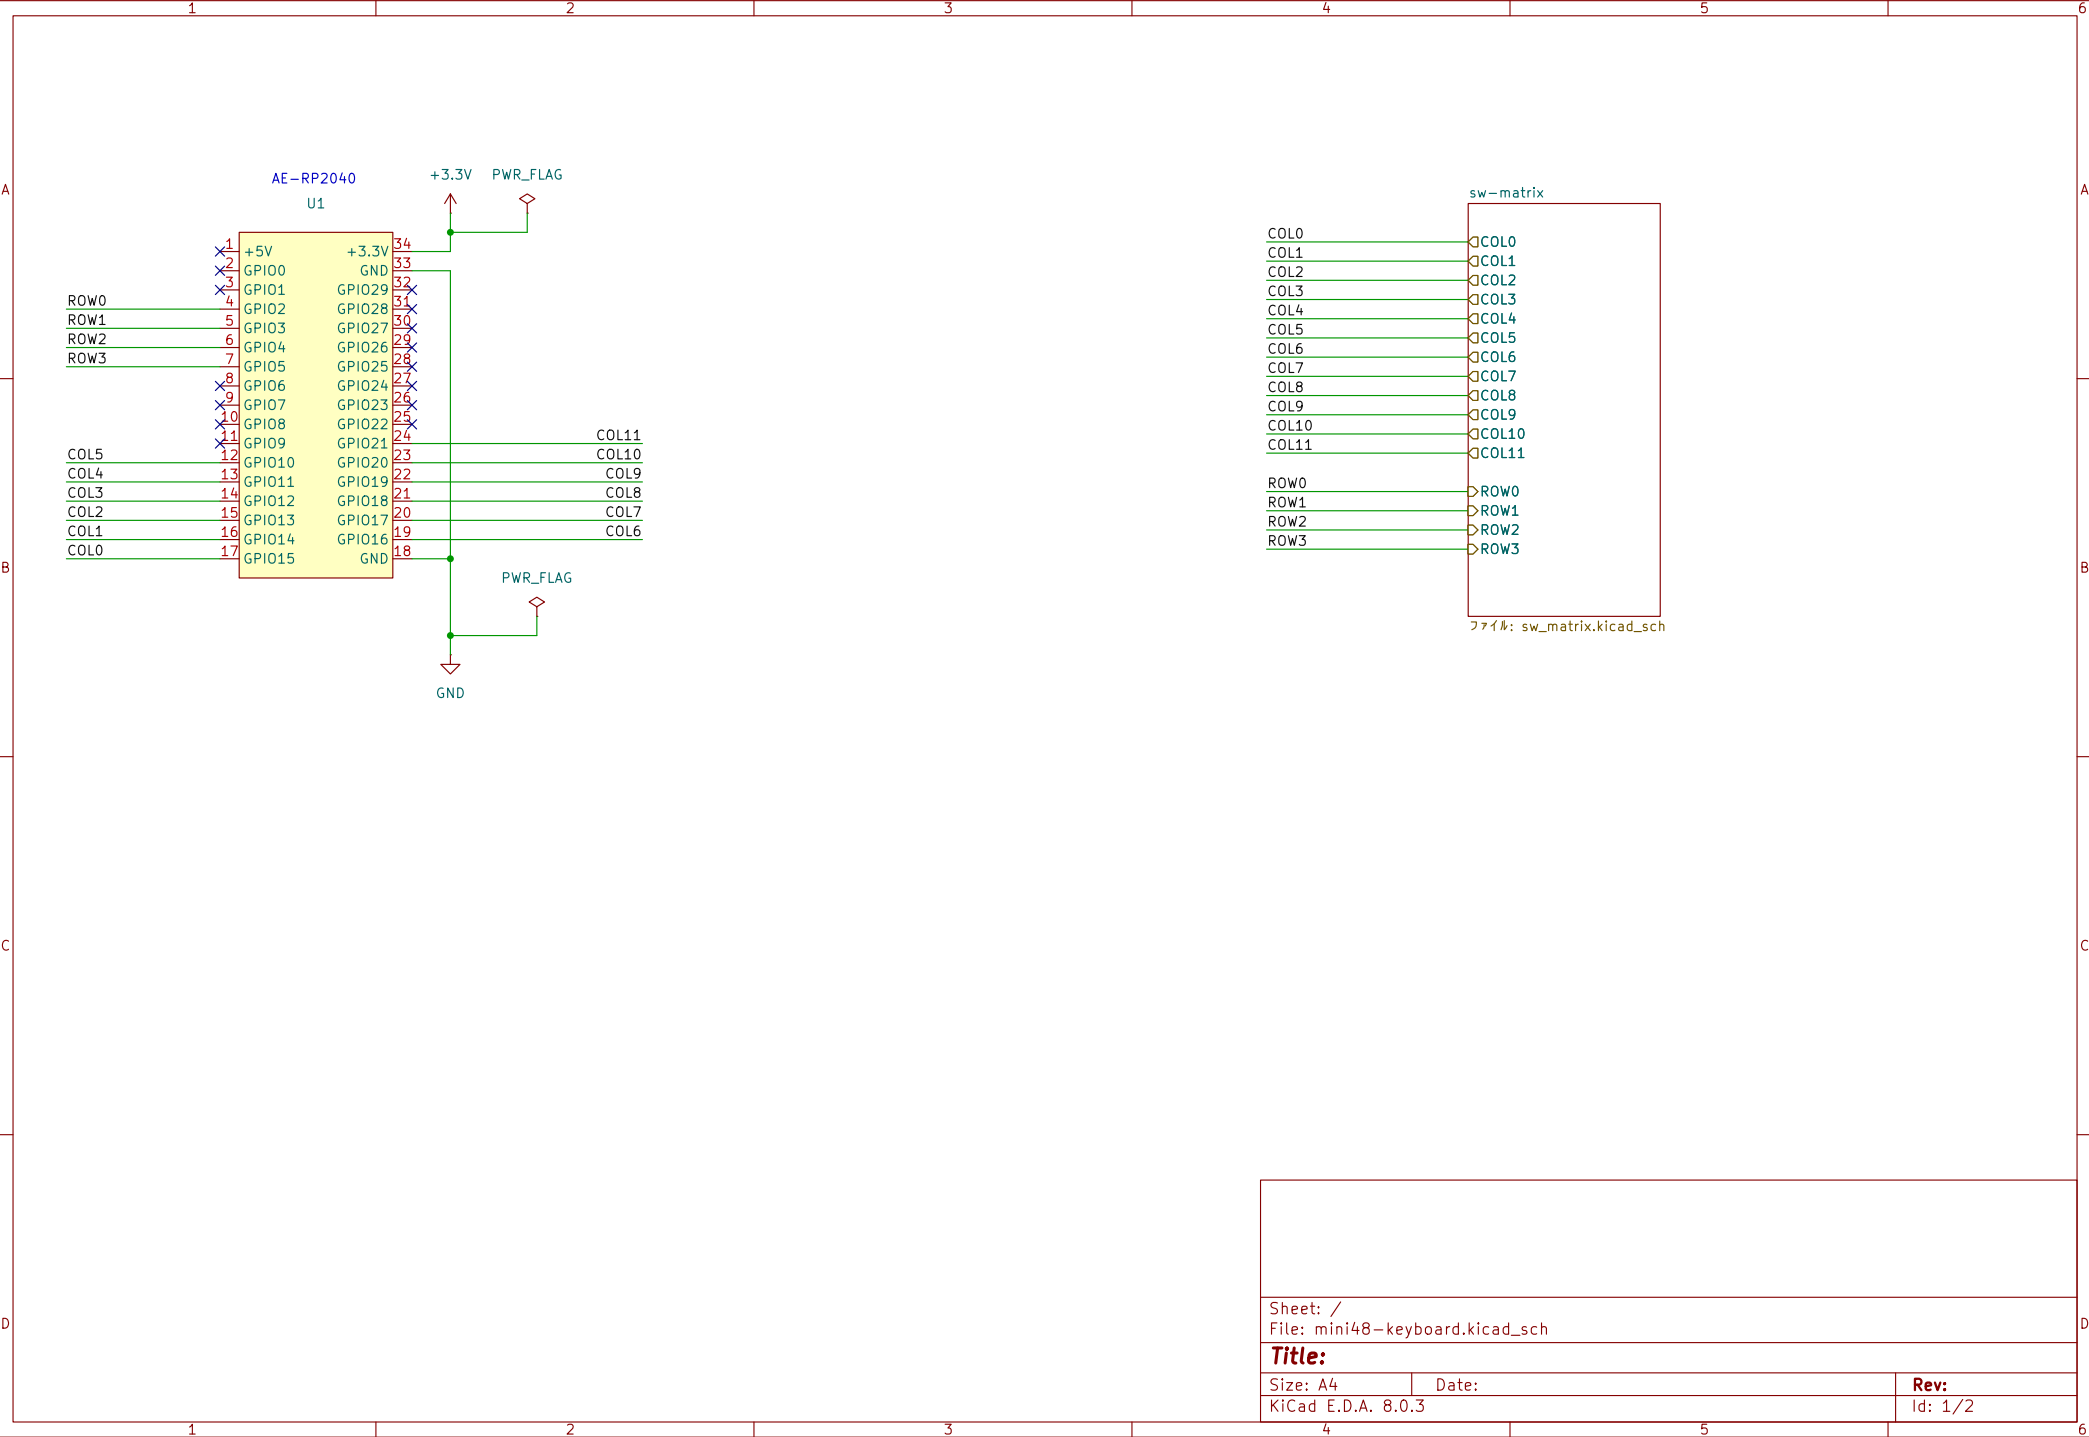 1 2 3 4 5 6
A A
B B
C C
D D
AE-RP2040
U1
+3.3V
PWR_FLAG
1 +5V
2 GPIO0
3 GPIO1
ROW0 4 GPIO2
ROW1 5 GPIO3
ROW2 6 GPIO4
ROW3 7 GPIO5
8 GPIO6
9 GPIO7
10 GPIO8
11 GPIO9
COL5 12 GPIO10
COL4 13 GPIO11
COL3 14 GPIO12
COL2 15 GPIO13
COL1 16 GPIO14
COL0 17 GPIO15
+3.3V 34
GND 33
GPIO29 32
GPIO28 31
GPIO27 30
GPIO26 29
GPIO25 28
GPIO24 27
GPIO23 26
GPIO22 25
GPIO21 24 COL11
GPIO20 23 COL10
GPIO19 22 COL9
GPIO18 21 COL8
GPIO17 20 COL7
GPIO16 19 COL6
GND 18
PWR_FLAG
GND
sw-matrix
COL0 COL0
COL1 COL1
COL2 COL2
COL3 COL3
COL4 COL4
COL5 COL5
COL6 COL6
COL7 COL7
COL8 COL8
COL9 COL9
COL10 COL10
COL11 COL11
ROW0 ROW0
ROW1 ROW1
ROW2 ROW2
ROW3 ROW3
ファイル: sw_matrix.kicad_sch
Sheet: /
File: mini48-keyboard.kicad_sch
Title:
Size: A4 Date: Rev:
KiCad E.D.A. 8.0.3 Id: 1/2
1 2 3 4 5 6